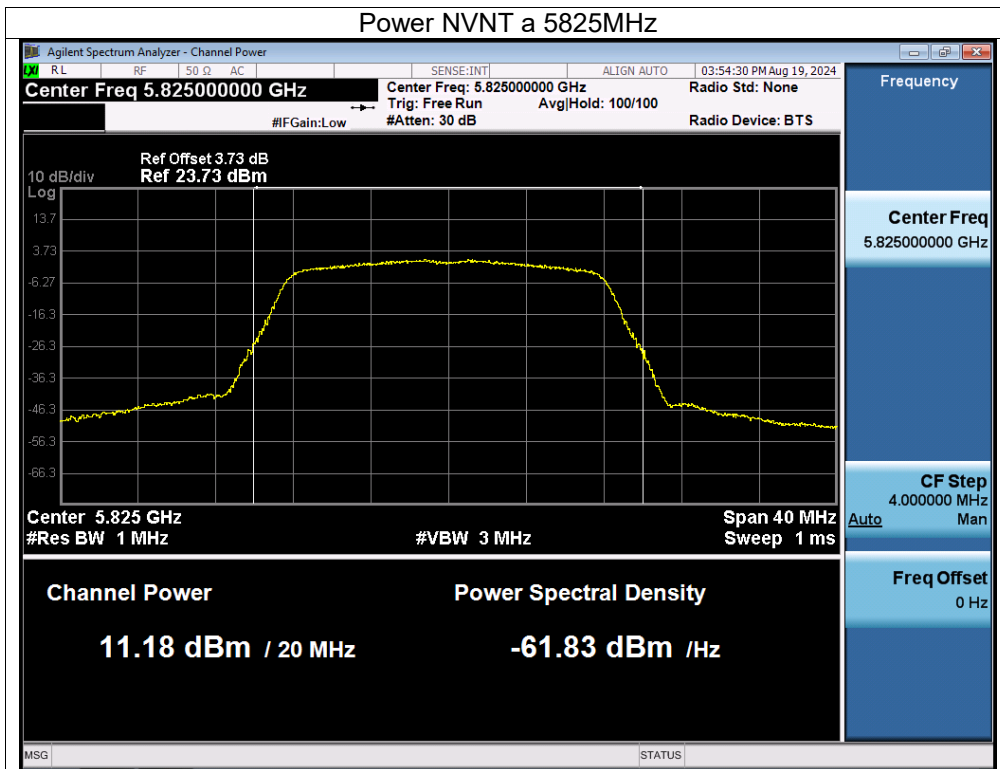 Power NVNT a 5825MHz
Agilent Spectrum Analyzer - Channel Power
LXI RL RF 50 Ω AC SENSE:INT ALIGN AUTO 03:54:30 PM Aug 19, 2024
Center Freq 5.825000000 GHz
Center Freq: 5.825000000 GHz
Radio Std: None
Trig: Free Run Avg|Hold: 100/100
#IFGain:Low
#Atten: 30 dB
Radio Device: BTS
Frequency
Ref Offset 3.73 dB
10 dB/div Ref 23.73 dBm
Log
13.7
3.73
-6.27
-16.3
-26.3
-36.3
-46.3
-56.3
-66.3
Center Freq
5.825000000 GHz
Center 5.825 GHz Span 40 MHz
#Res BW 1 MHz #VBW 3 MHz Sweep 1 ms
CF Step
4.000000 MHz
Auto Man
Freq Offset
0 Hz
Channel Power Power Spectral Density
11.18 dBm / 20 MHz -61.83 dBm /Hz
MSG STATUS